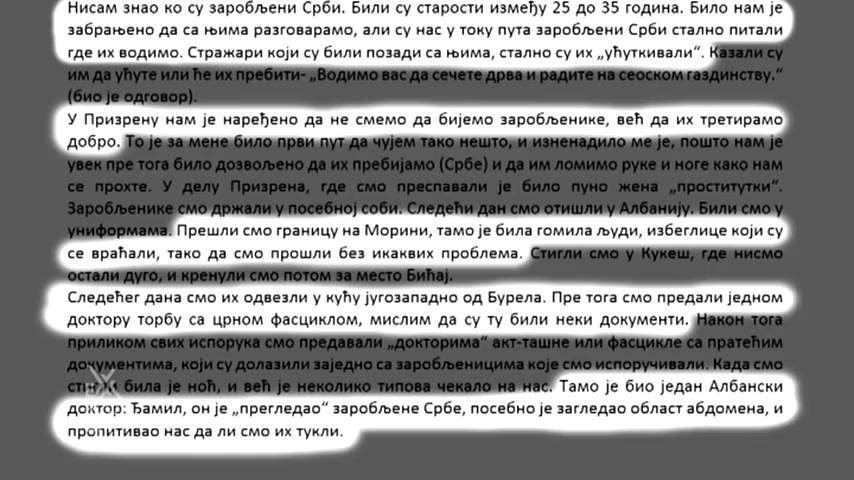 Нисам знао ко су заробљени Срби. Били су старости између 25 до 35 година. Било нам је
забрањено да са њима разговарамо, али су нас у току пута заробљени Срби стално питали
где их водимо. Стражари који су били позади са њима, стално су их „ућуткивали“. Казали су
им да ућуте или ће их пребити- „Водимо вас да сечете дрва и радите на сеоском газдинству.“
(био је одговор).
У Призрену нам је наређено да не смемо да бијемо заробљенике, већ да их третирамо
добро. То је за мене било први пут да чујем тако нешто, и изненадило ме је, пошто нам је
увек пре тога било дозвољено да их пребијамо (Србе) и да им ломимо руке и ноге како нам
се прохте. У делу Призрена, где смо преспавали је било пуно жена „проститутки“.
Заробљенике смо држали у посебној соби. Следећи дан смо отишли у Албанију. Били смо у
униформама. Прешли смо границу на Морини, тамо је била гомила људи, избеглице који су
се враћали, тако да смо прошли без икаквих проблема. Стигли смо у Кукеш, где нисмо
остали дуго, и кренули смо потом за место Бићај.
Следећег дана смо их одвезли у кућу југозападно од Бурела. Пре тога смо предали једном
доктору торбу са црном фасциклом, мислим да су ту били неки документи. Након тога
приликом свих испорука смо предавали „докторима“ акт-ташне или фасцикле са пратећим
документима, који су долазили заједно са заробљеницима које смо испоручивали. Када смо
стигли била је ноћ, и већ је неколико типова чекало на нас. Тамо је био један Албански
доктор: Ђамил, он је „прегледао“ заробљене Србе, посебно је загледао област абдомена, и
пропитивао нас да ли смо их тукли.